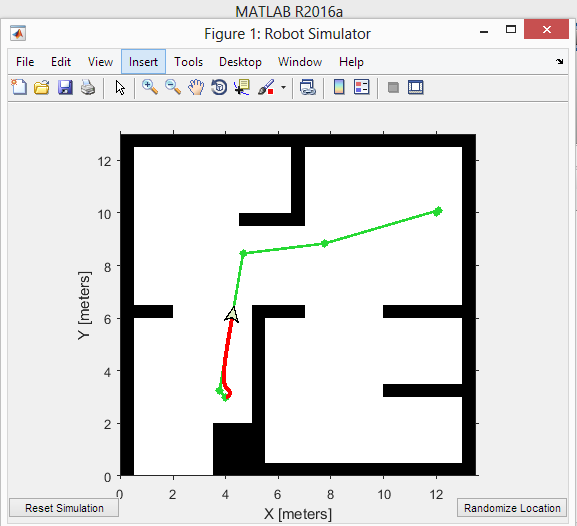 MATLAB R2016a
Figure 1: Robot Simulator
File Edit View Insert Tools Desktop Window Help
12
10
8
6
4
2
0
Y [meters]
0 2 4 6 8 10 12
X [meters]
Reset Simulation
Randomize Location